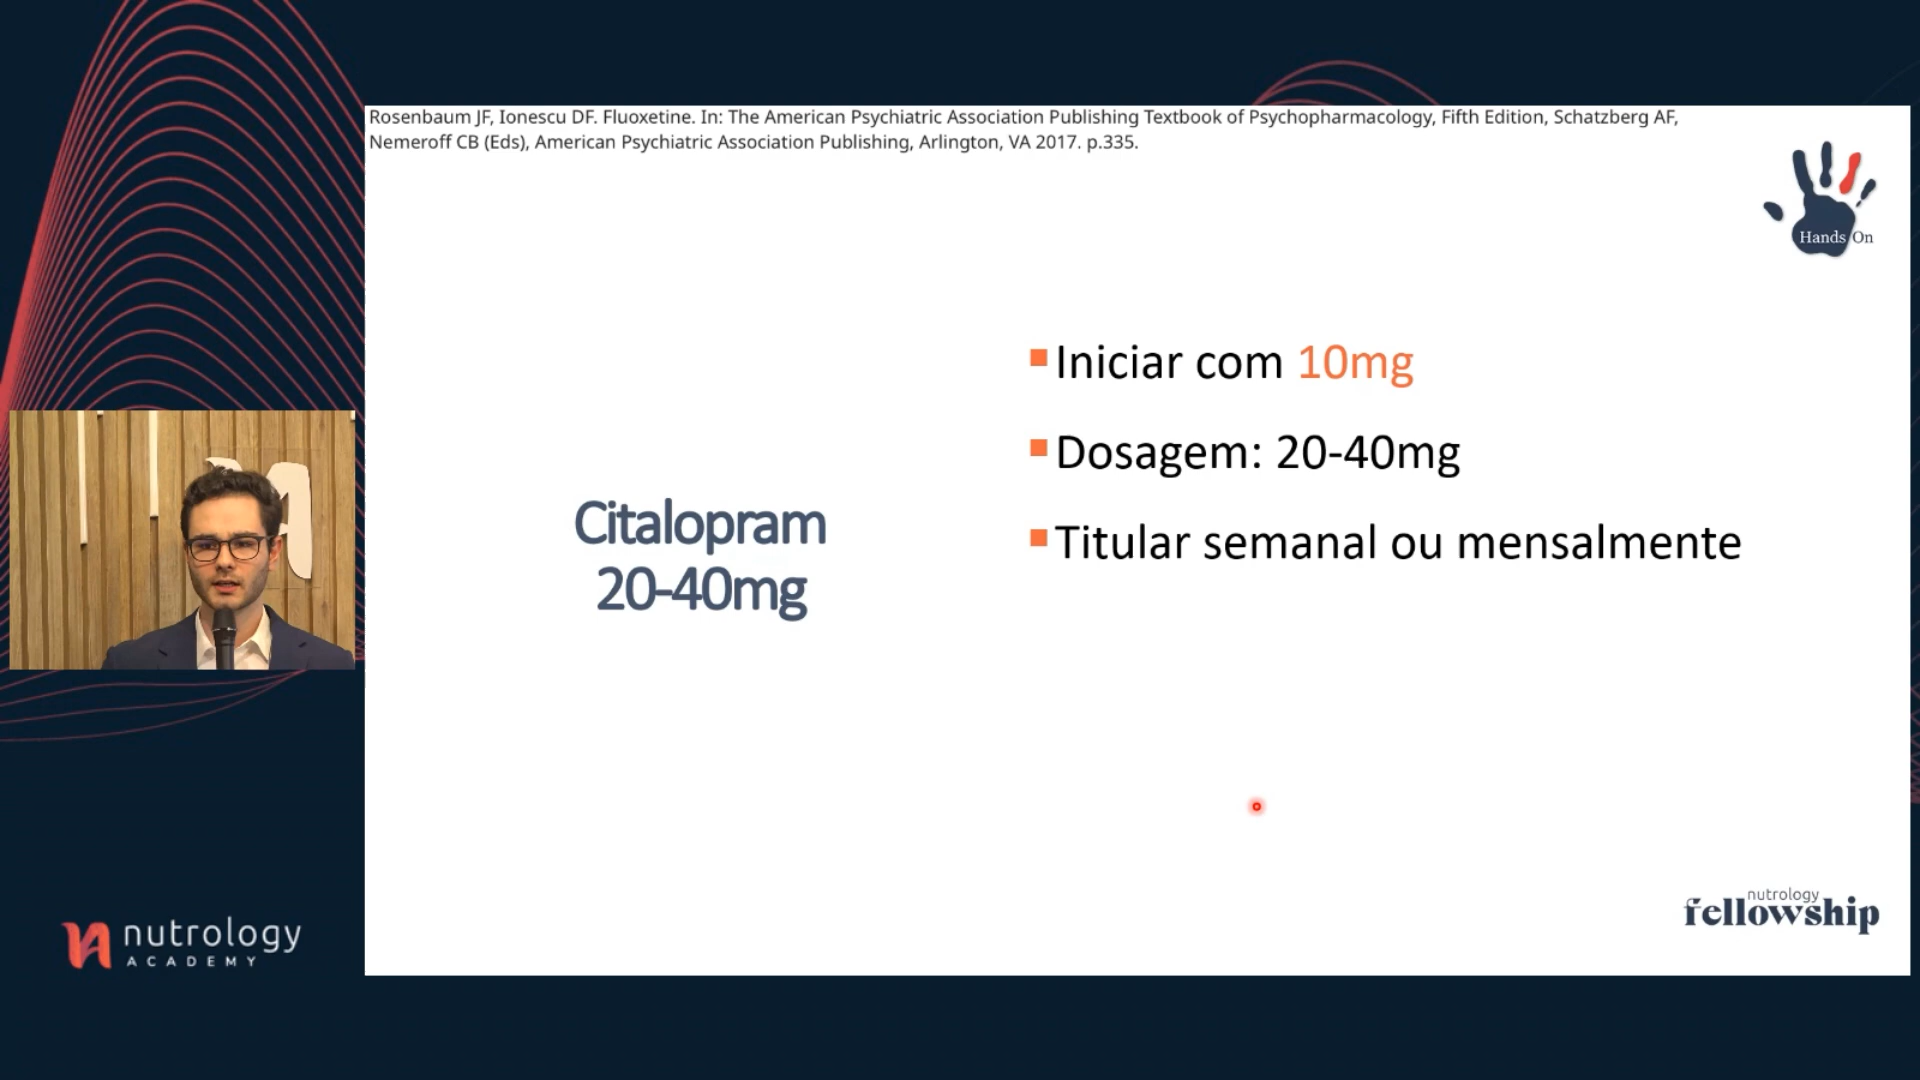 Rosenbaum JF, Ionescu DF. Fluoxetine. In: The American Psychiatric Association Publishing Textbook of Psychopharmacology, Fifth Edition, Schatzberg AF,
Nemeroff CB (Eds), American Psychiatric Association Publishing, Arlington, VA 2017. p.335.
Hands On
Citalopram
20-40mg
Iniciar com 10mg
Dosagem: 20-40mg
Titular semanal ou mensalmente
nutrology
fellowship
nutrology
ACADEMY